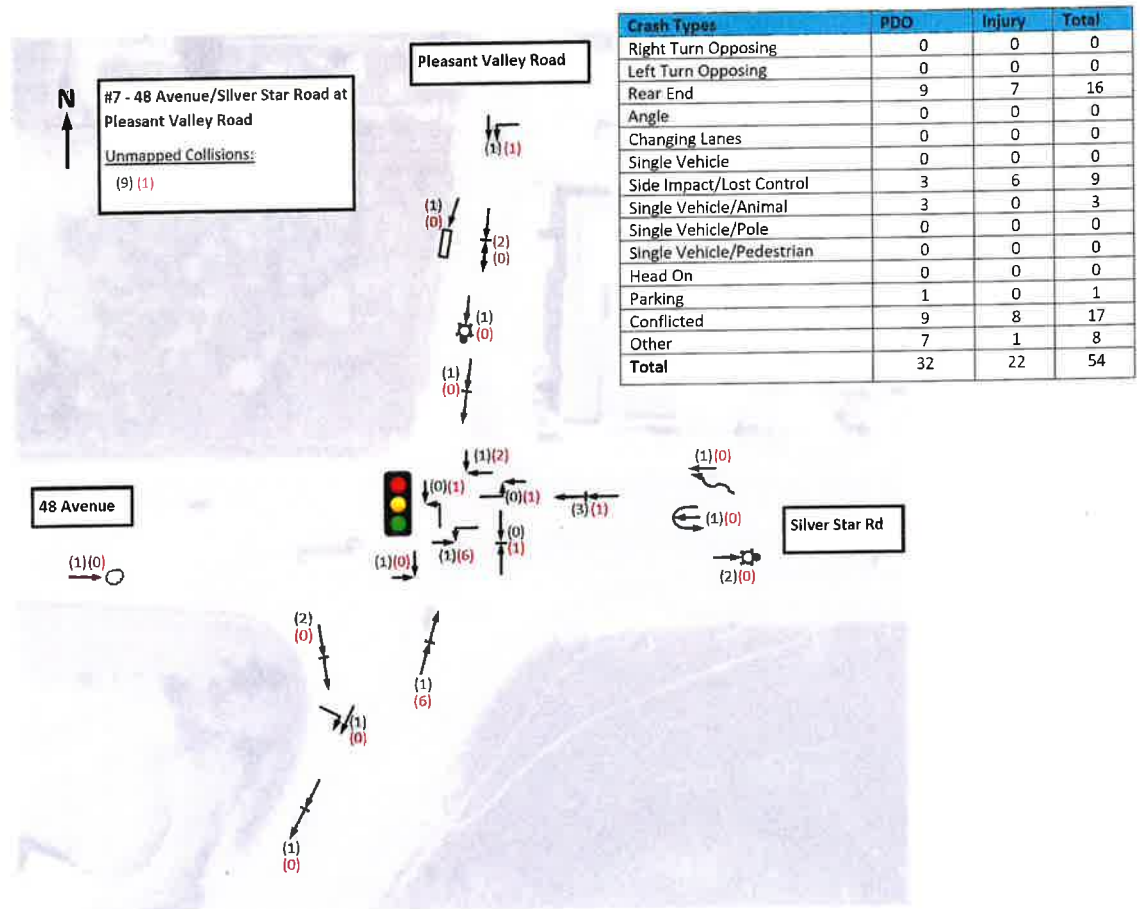 Pleasant Valley Road
N
#7 - 48 Avenue/Silver Star Road at
Pleasant Valley Road
Unmapped Collisions:
(9) (1)
Crash Types PDO Injury Total
Right Turn Opposing 0 0 0
Left Turn Opposing 0 0 0
Rear End 9 7 16
Angle 0 0 0
Changing Lanes 0 0 0
Single Vehicle 0 0 0
Side Impact/Lost Control 3 6 9
Single Vehicle/Animal 3 0 3
Single Vehicle/Pole 0 0 0
Single Vehicle/Pedestrian 0 0 0
Head On 0 0 0
Parking 1 0 1
Conflicted 9 8 17
Other 7 1 8
Total 32 22 54
(1) (1)
(1)
(0)
(2)
(0)
(1)
(0)
(1)
(0)
(1)(2)
(0)(1)
(0)(1)
(3)(1)
(1)(6)
(0)
(1)
(1)(0)
(1)(0)
(1)(0)
(2)(0)
48 Avenue
Silver Star Rd
(1)(0)
(2)
(0)
(1)
(6)
(1)
(0)
(1)
(0)